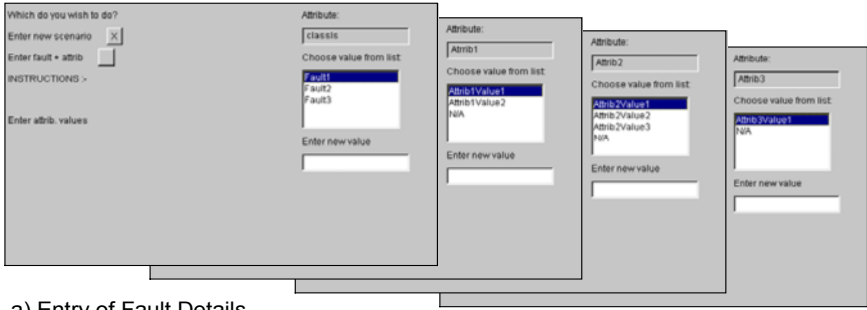 Which do you wish to do?
Enter new scenario X
Enter fault + attrib
INSTRUCTIONS :-
Enter attrib. values
Attribute:
classis
Choose value from list:
Fault1
Fault2
Fault3
Enter new value
Attribute:
Attrib1
Choose value from list:
Attrib1Value1
Attrib1Value2
N/A
Enter new value
Attribute:
Attrib2
Choose value from list:
Attrib2Value1
Attrib2Value2
Attrib2Value3
N/A
Enter new value
Attribute:
Attrib3
Choose value from list:
Attrib3Value1
N/A
Enter new value
a) Entry of Fault Details